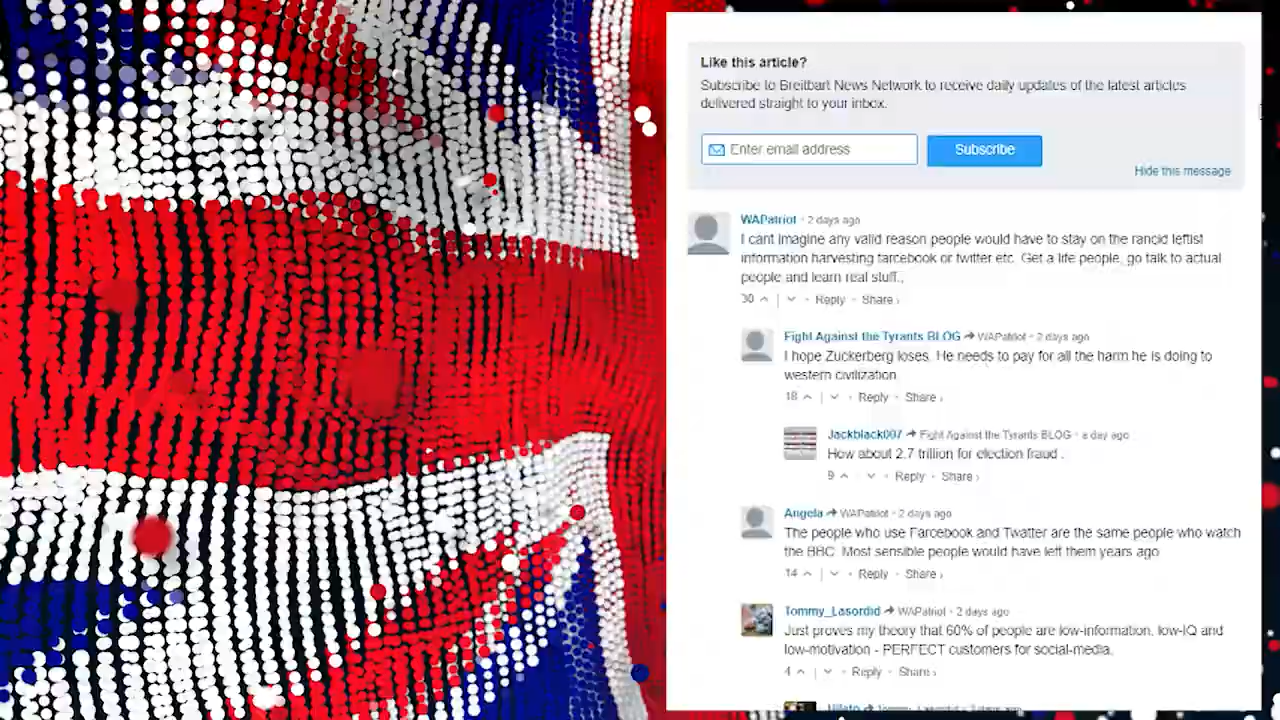 Like this article?
Subscribe to Breitbart News Network to receive daily updates of the latest articles
delivered straight to your inbox.
Enter email address
Subscribe
Hide this message
WAPatriot • 2 days ago
I cant imagine any valid reason people would have to stay on the rancid leftist
information harvesting farcebook or twitter etc. Get a life people, go talk to actual
people and learn real stuff..
30 | • Reply • Share ›
Fight Against the Tyrants BLOG WAPatriot • 2 days ago
I hope Zuckerberg loses. He needs to pay for all the harm he is doing to
western civilization
18 | • Reply • Share ›
Jackblack007 Fight Against the Tyrants BLOG • a day ago
How about 2.7 trillion for election fraud .
9 | • Reply • Share ›
Angela WAPatriot • 2 days ago
The people who use Farcebook and Twatter are the same people who watch
the BBC. Most sensible people would have left them years ago
14 | • Reply • Share ›
Tommy_Lasordid WAPatriot • 2 days ago
Just proves my theory that 60% of people are low-information, low-IQ and
low-motivation - PERFECT customers for social-media.
4 | • Reply • Share ›